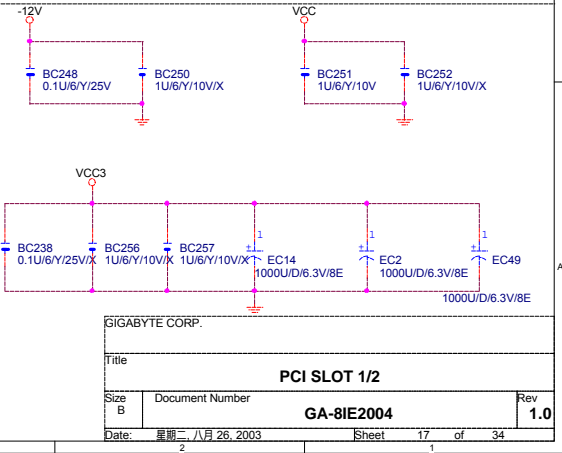 -12V
VCC
BC248
0.1U/6/Y/25V
BC250
1U/6/Y/10V/X
BC251
1U/6/Y/10V
BC252
1U/6/Y/10V/X
VCC3
BC238
0.1U/6/Y/25V/X
BC256
1U/6/Y/10V/X
BC257
1U/6/Y/10V/X
1
+
EC14
1000U/D/6.3V/8E
1
+
EC2
1000U/D/6.3V/8E
1
+
EC49
1000U/D/6.3V/8E
A
GIGABYTE CORP.
Title
PCI SLOT 1/2
Size
B
Document Number
GA-8IE2004
Rev
1.0
Date: 星期二, 八月 26, 2003
Sheet 17 of 34
2
1